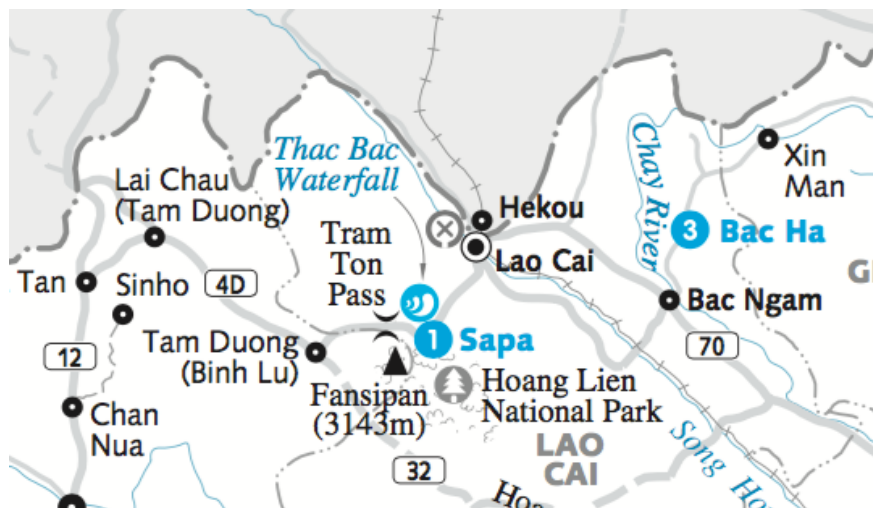 Thac Bac
Waterfall
Lai Chau
(Tam Duong)
Hekou
Chay River
Xin
Man
3 Bac Ha
Tram
Ton
Pass
Lao Cai
Tan
Sinho
4D
Bac Ngam
1 Sapa
12
Tam Duong
(Binh Lu)
70
Fansipan
(3143m)
Hoang Lien
National Park
Chan
Nua
LAO
CAI
32
Song